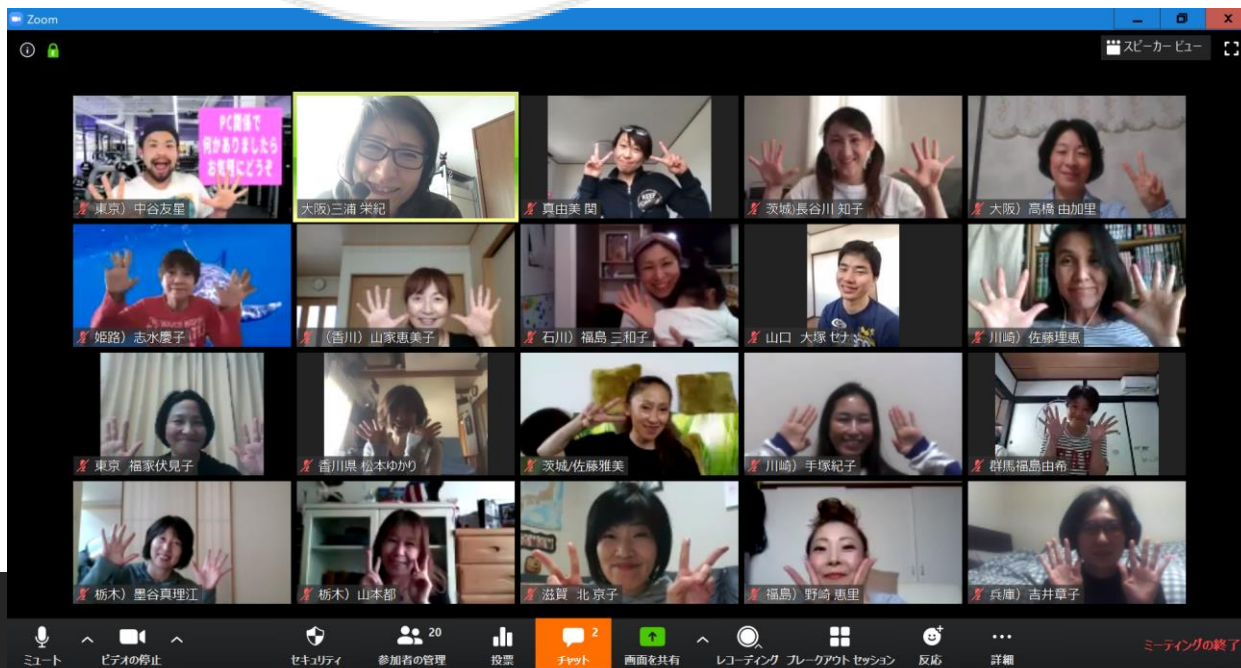 Zoom
スピーカー ビュー
PC関係で
何かありましたら
お気軽にどうぞ
東京）中谷友星
大阪)三浦 栄紀
真由美 関
茨城)長谷川 知子
大阪）高橋 由加里
姫路）志水慶子
（香川）山家恵美子
石川）福島 三和子
山口 大塚 セナ
川崎）佐藤理恵
東京 福家伏見子
香川県 松本ゆかり
茨城/佐藤雅美
川崎）手塚紀子
群馬福島由希
栃木）墨谷真理江
栃木）山本都
滋賀 北 京子
福島）野崎 恵里
兵庫）吉井章子
20
2
ミュート
ビデオの停止
セキュリティ
参加者の管理
投票
チャット
画面を共有
レコーディング
ブレークアウト セッション
反応
詳細
ミーティングの終了